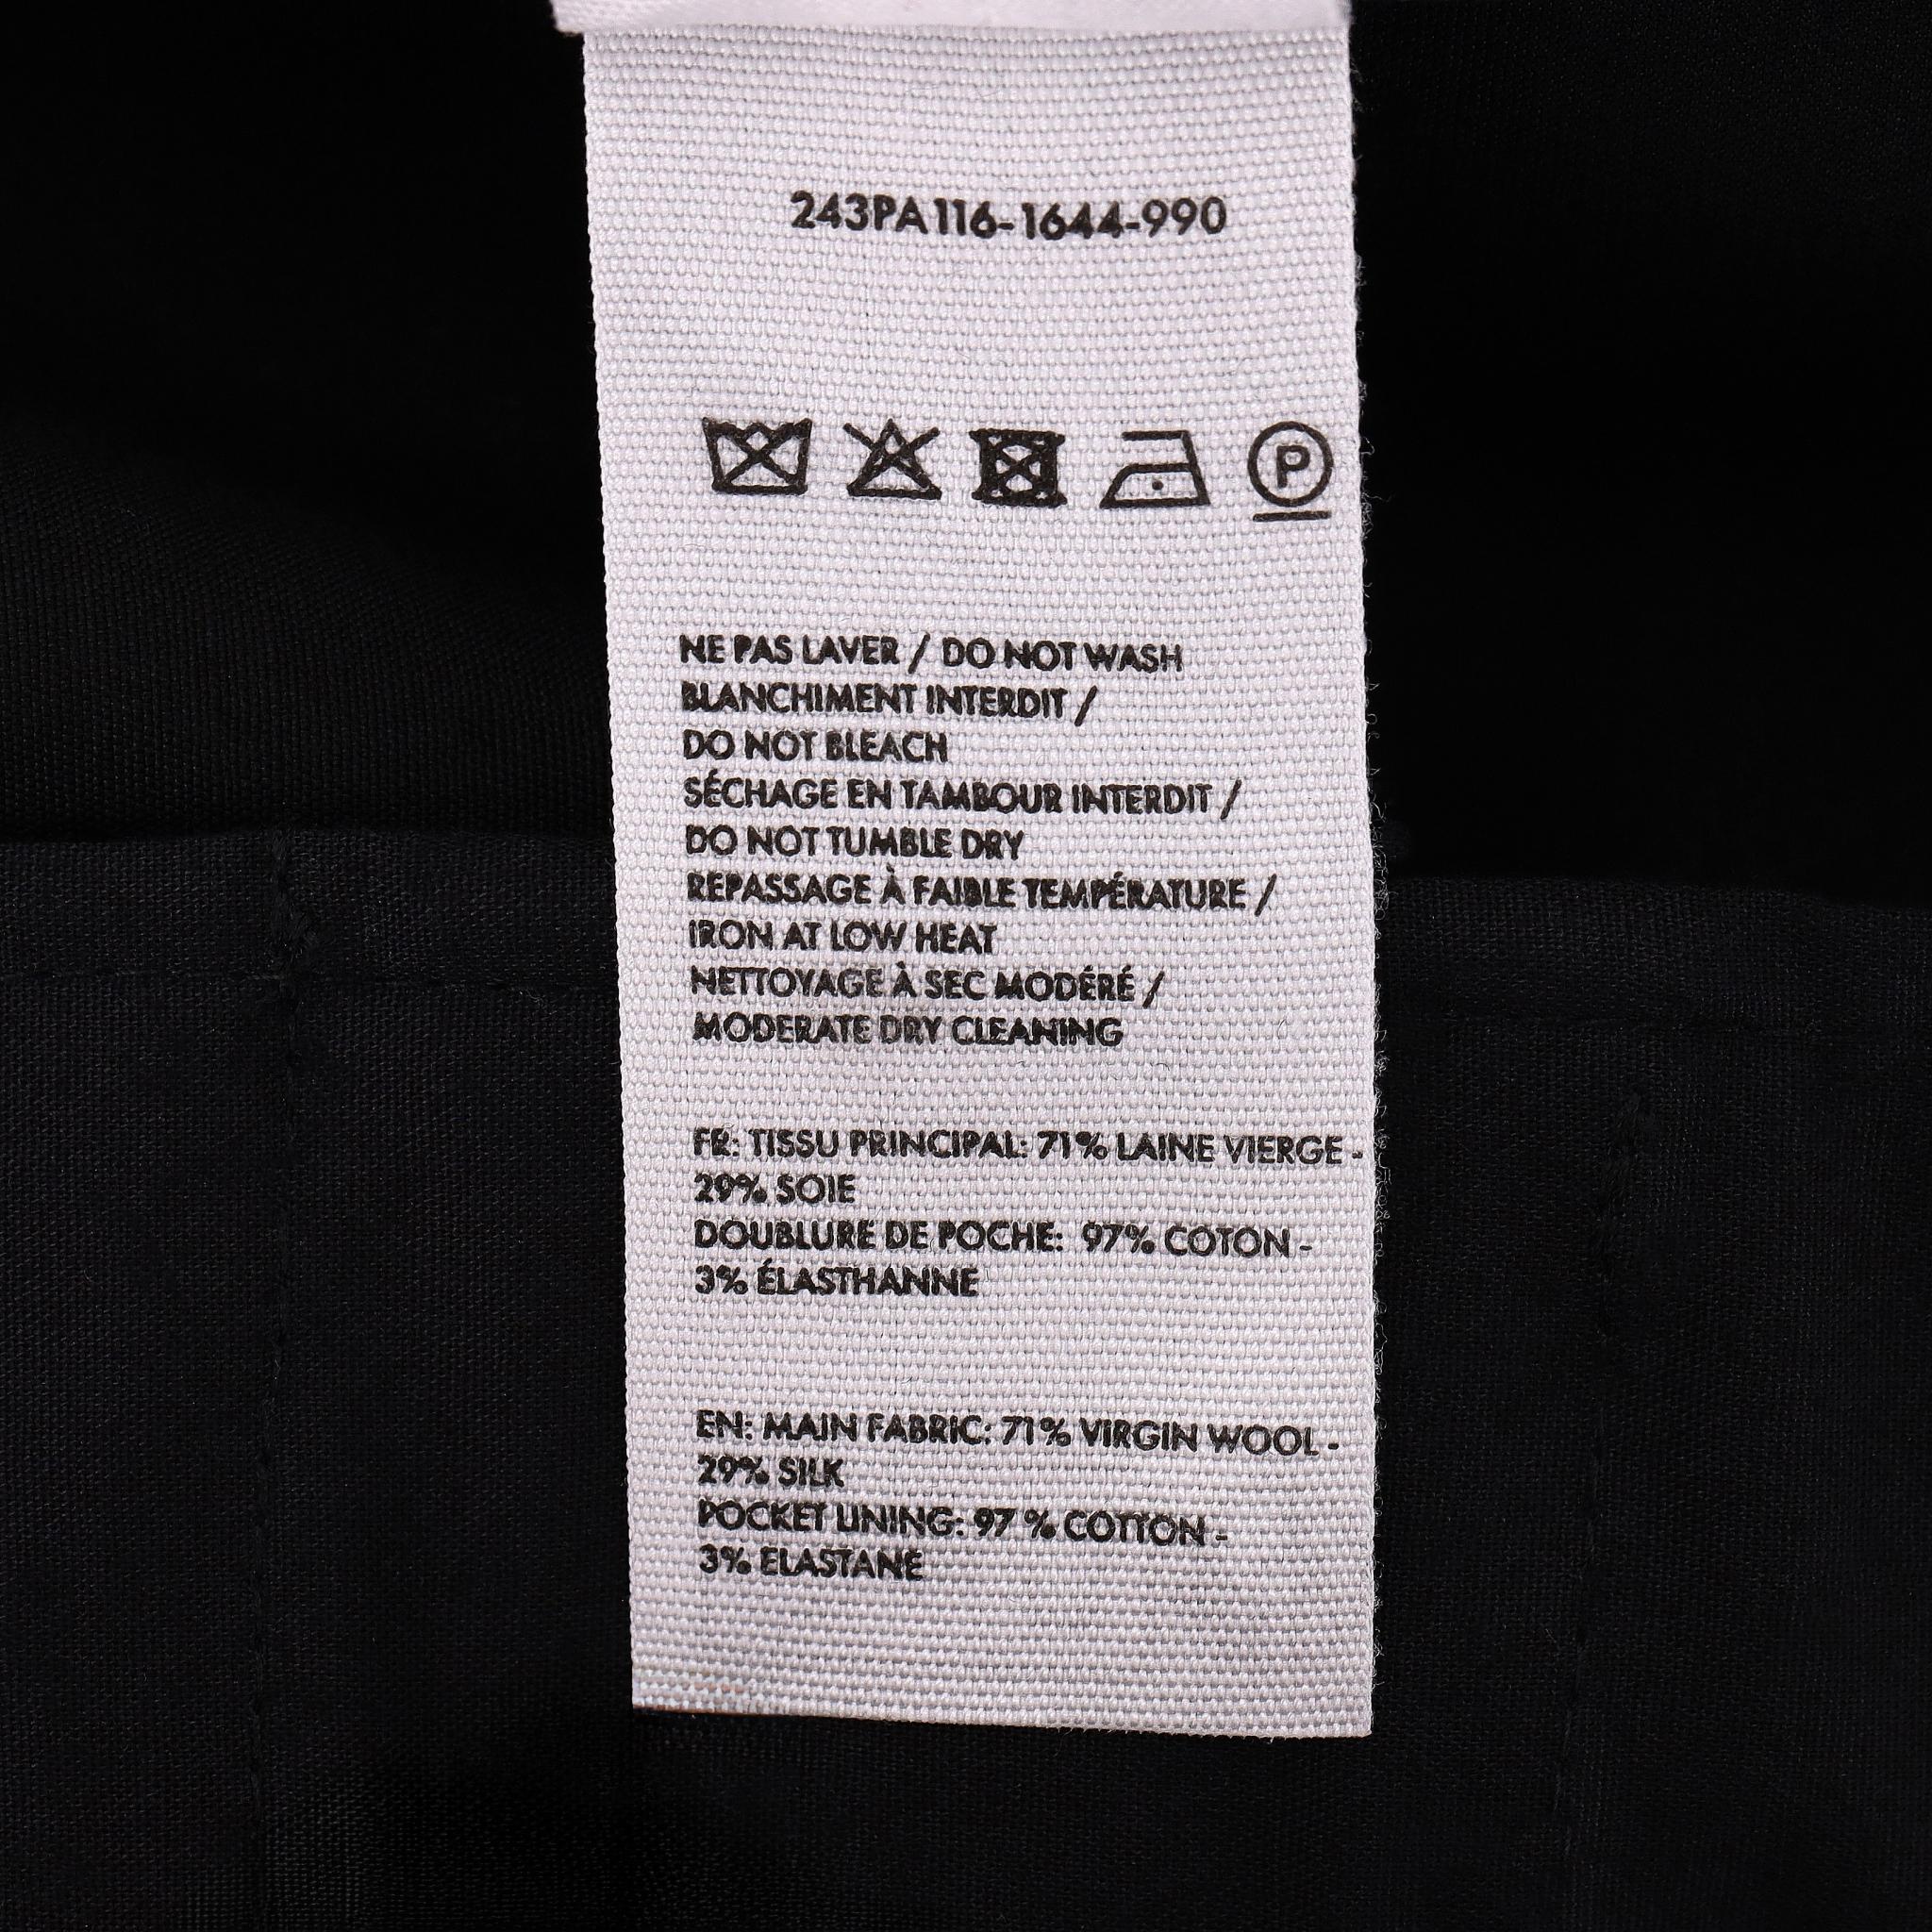 243PA116-1644-990
P
NE PAS LAVER / DO NOT WASH
BLANCHIMENT INTERDIT /
DO NOT BLEACH
SÉCHAGE EN TAMBOUR INTERDIT /
DO NOT TUMBLE DRY
REPASSAGE À FAIBLE TEMPÉRATURE /
IRON AT LOW HEAT
NETTOYAGE À SEC MODÉRÉ /
MODERATE DRY CLEANING
FR: TISSU PRINCIPAL: 71% LAINE VIERGE -
29% SOIE
DOUBLURE DE POCHE: 97% COTON -
3% ÉLASTHANNE
EN: MAIN FABRIC: 71% VIRGIN WOOL -
29% SILK
POCKET LINING: 97 % COTTON -
3% ELASTANE